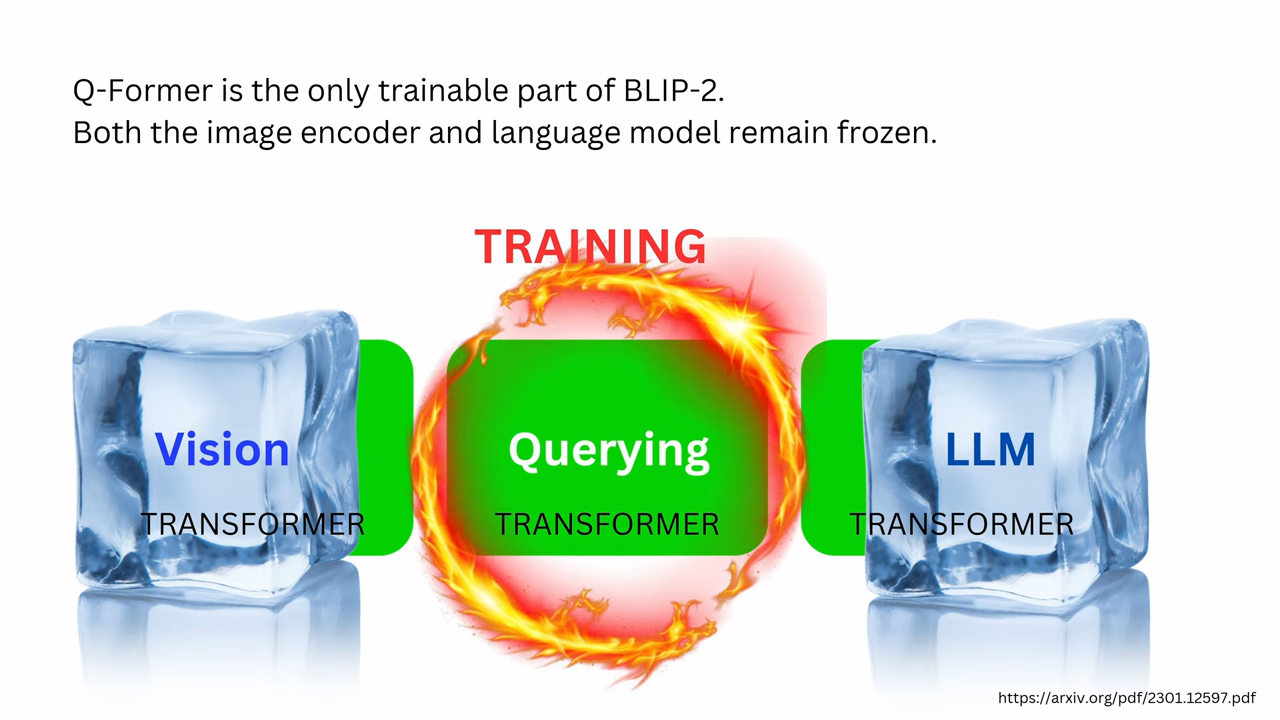 Q-Former is the only trainable part of BLIP-2.
Both the image encoder and language model remain frozen.
TRAINING
Vision
TRANSFORMER
Querying
TRANSFORMER
LLM
TRANSFORMER
https://arxiv.org/pdf/2301.12597.pdf